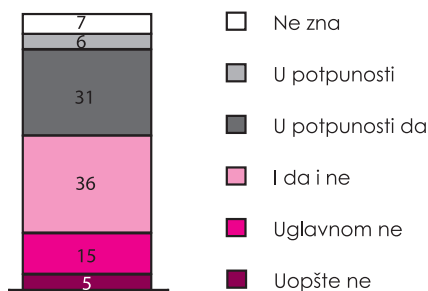 7
6
31
36
15
5
Ne zna
U potpunosti
U potpunosti da
I da i ne
Uglavnom ne
Uopšte ne